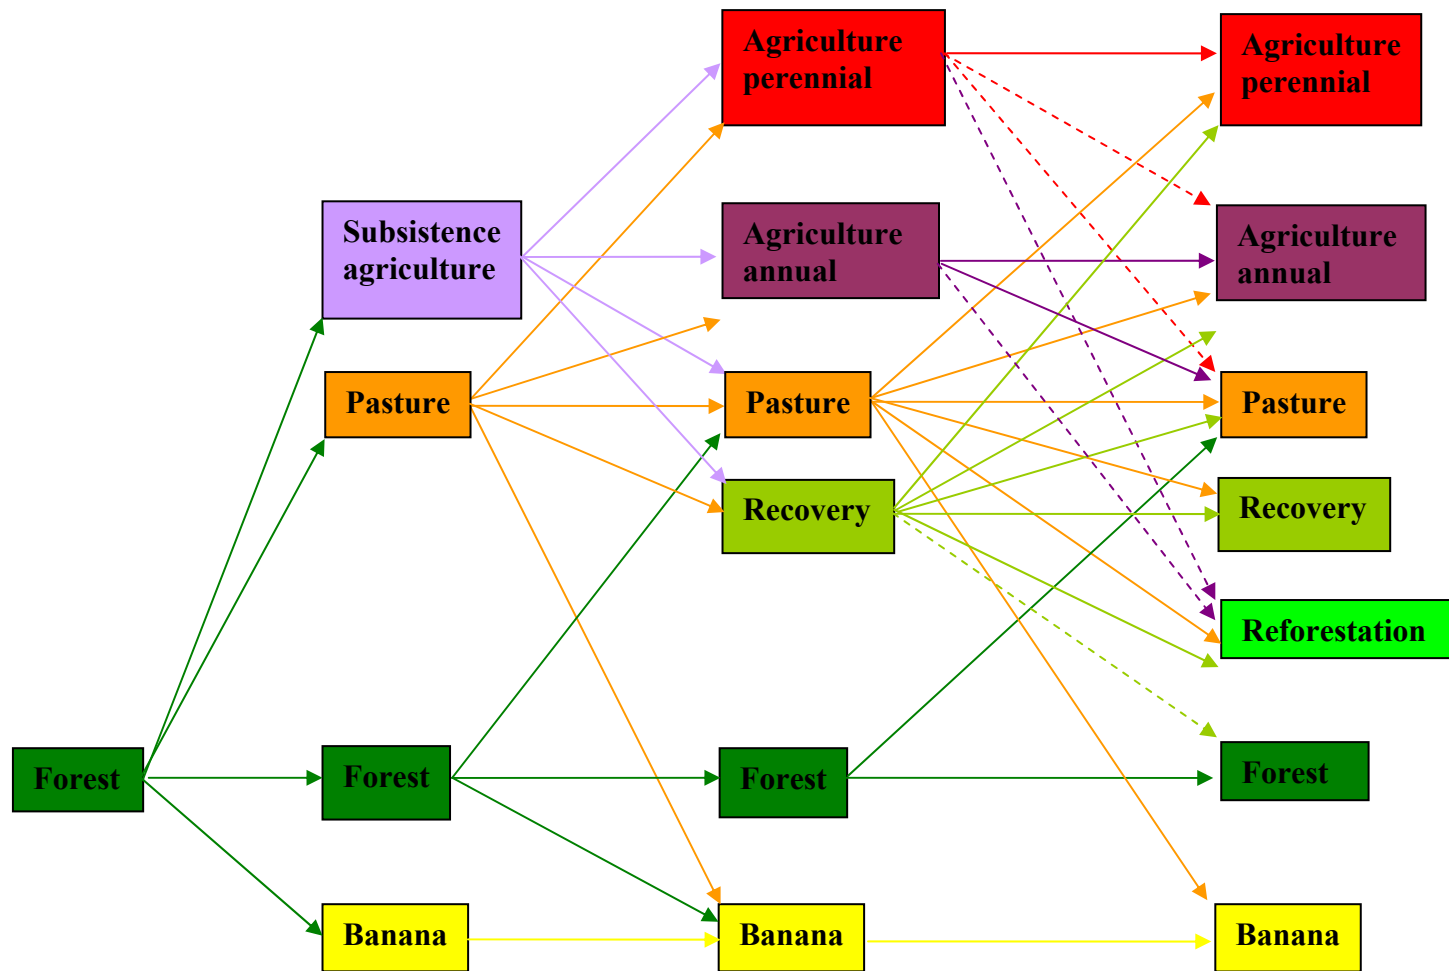 Agriculture
perennial
Agriculture
perennial
Subsistence
agriculture
Agriculture
annual
Agriculture
annual
Pasture
Pasture
Pasture
Recovery
Recovery
Reforestation
Forest
Forest
Forest
Forest
Banana
Banana
Banana